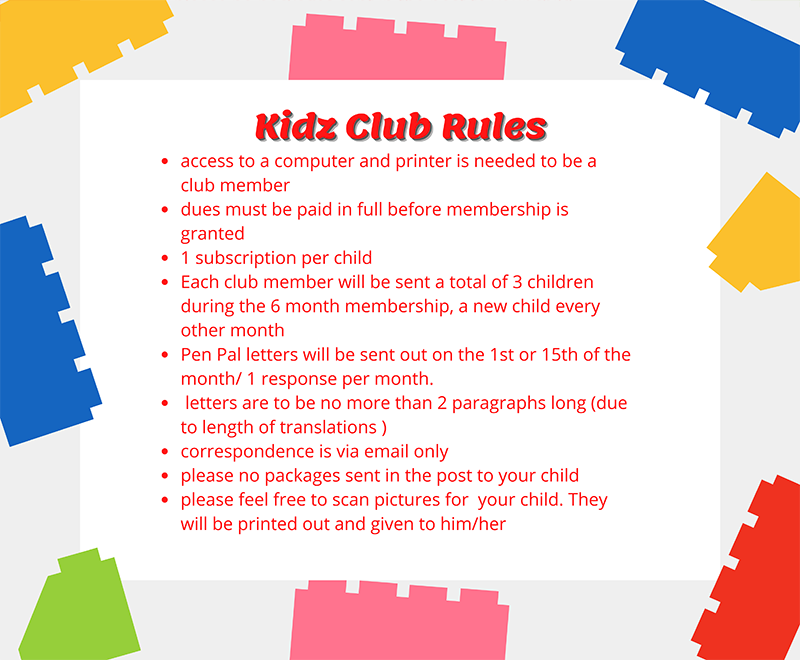 Kidz Club Rules
• access to a computer and printer is needed to be a
club member
• dues must be paid in full before membership is
granted
• 1 subscription per child
• Each club member will be sent a total of 3 children
during the 6 month membership, a new child every
other month
• Pen Pal letters will be sent out on the 1st or 15th of the
month/ 1 response per month.
• letters are to be no more than 2 paragraphs long (due
to length of translations )
• correspondence is via email only
• please no packages sent in the post to your child
• please feel free to scan pictures for  your child. They
will be printed out and given to him/her